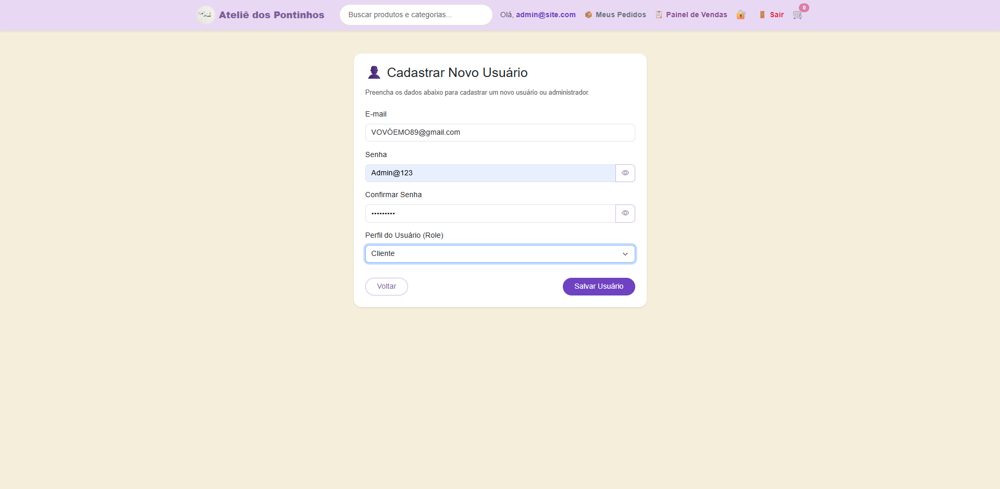 Ateliê dos Pontinhos
Buscar produtos e categorias...
Olá, admin@site.com
Meus Pedidos
Painel de Vendas
Sair
0
Cadastrar Novo Usuário
Preencha os dados abaixo para cadastrar um novo usuário ou administrador.
E-mail
VOVÓEMO89@gmail.com
Senha
Admin@123
Confirmar Senha
•••••••••
Perfil do Usuário (Role)
Cliente
Voltar
Salvar Usuário